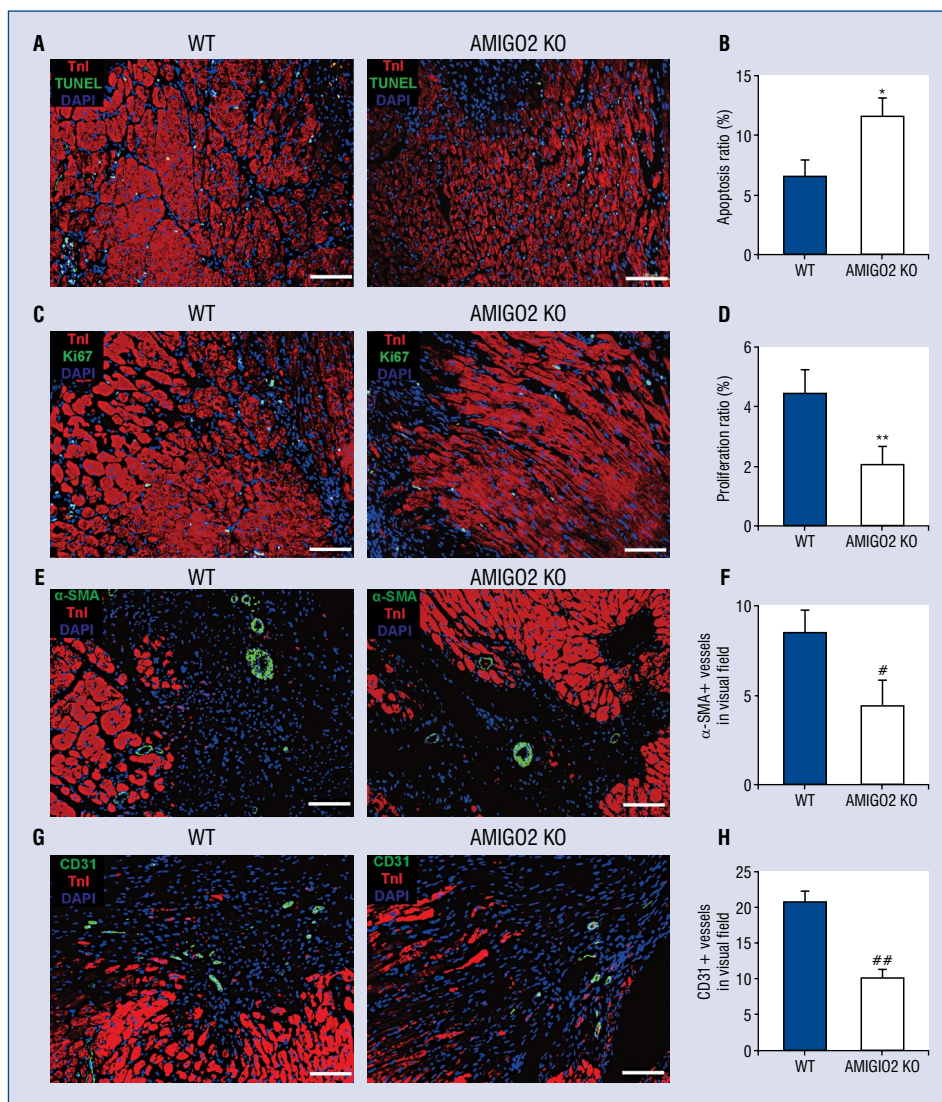 A
WT
AMIGO2 KO
B
TnI
TUNEL
DAPI
TnI
TUNEL
DAPI
Apoptosis ratio (%)
15
10
5
0
*
WT
AMIGO2 KO
C
WT
AMIGO2 KO
D
TnI
Ki67
DAPI
TnI
Ki67
DAPI
Proliferation ratio (%)
6
4
2
0
**
WT
AMIGO2 KO
E
WT
AMIGO2 KO
F
α-SMA
TnI
DAPI
α-SMA
TnI
DAPI
α-SMA+ vessels
in visual field
10
5
0
#
WT
AMIGO2 KO
G
WT
AMIGO2 KO
H
CD31
TnI
DAPI
CD31
TnI
DAPI
CD31+ vessels
in visual field
25
20
15
10
5
0
##
WT
AMIGIO2 KO